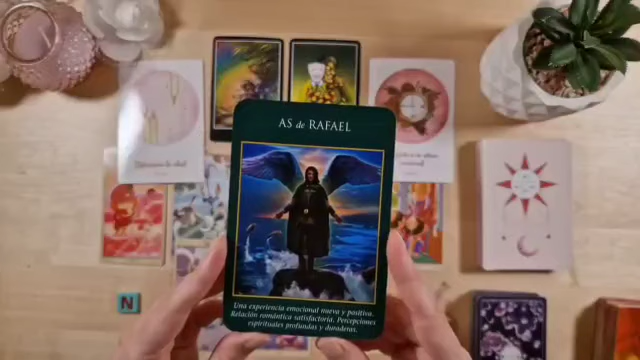 AS de RAFAEL
Una experiencia emocional nueva y positiva.
Relación romántica satisfactoria. Percepciones
espirituales profundas y duraderas.
N